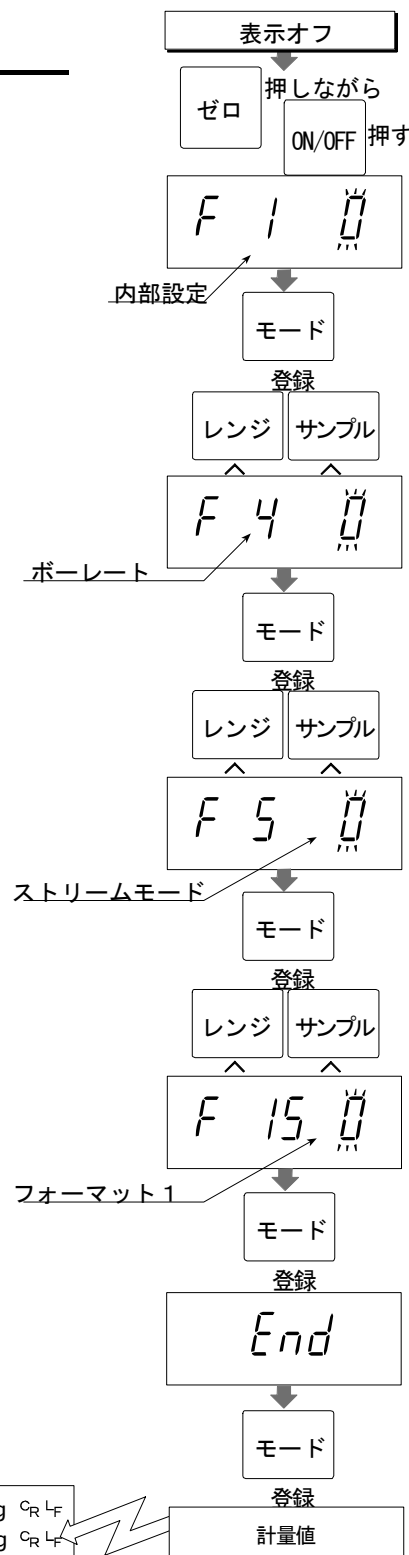 表示オフ
ゼロ
押しながら
ON/OFF
押す
F 1 0
内部設定
モード
登録
レンジ サンプル
F 4 0
ボーレート
モード
登録
レンジ サンプル
F 5 0
ストリームモード
モード
登録
レンジ サンプル
F 15 0
フォーマット1
モード
登録
End
モード
登録
計量値
g CR LF
g CR LF